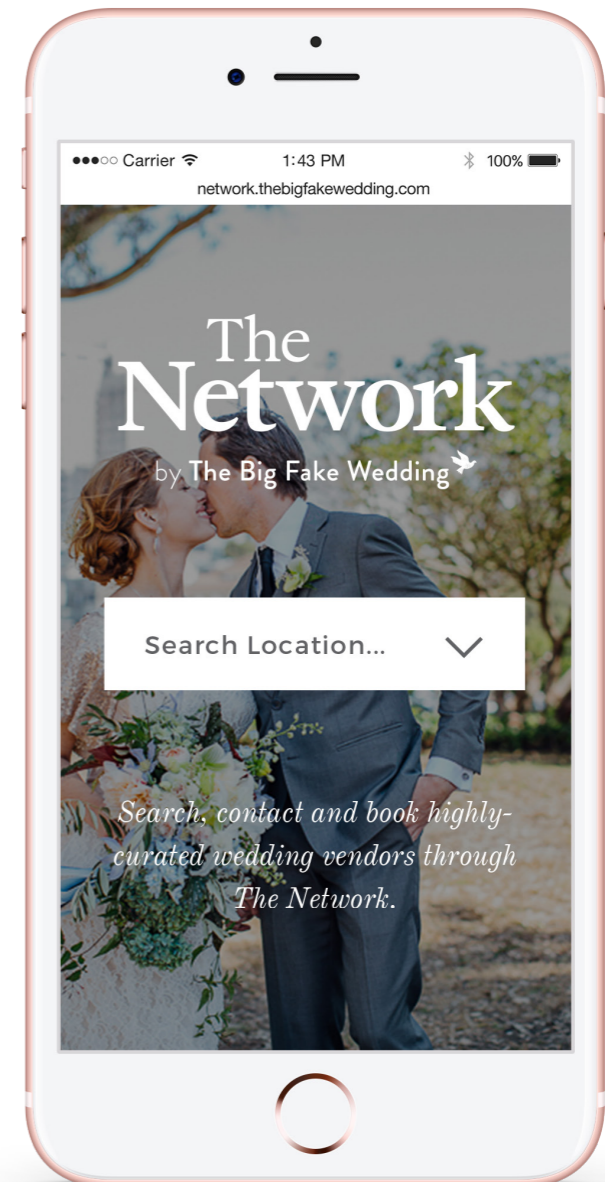 Carrier 1:43 PM 100%
network.thebigfakewedding.com
The
Network
by The Big Fake Wedding
Search Location...
Search, contact and book highly-
curated wedding vendors through
The Network.